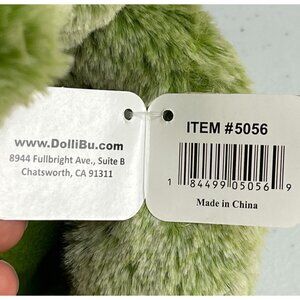 www.DolliBu.com
8944 Fullbright Ave., Suite B
Chatsworth, CA 91311
ITEM #5056
1 84499 05056 9
Made in China